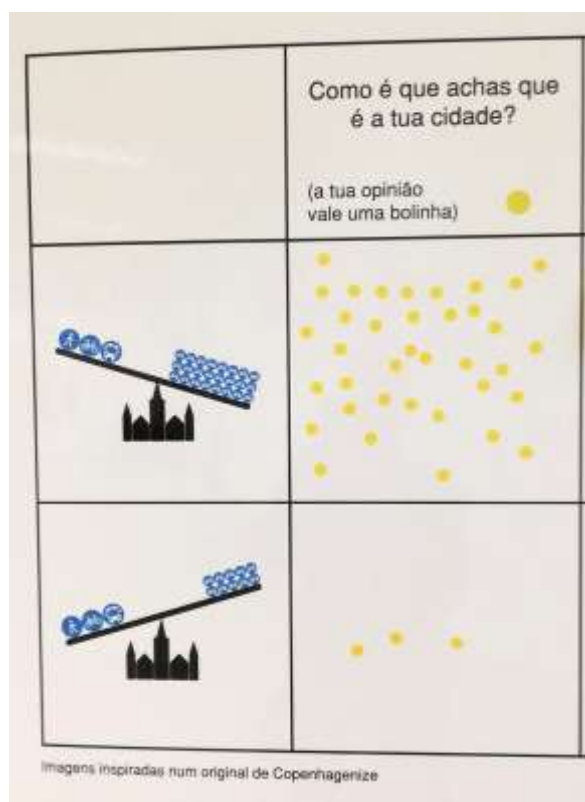 Como é que achas que
é a tua cidade?
(a tua opinião
vale uma bolinha)
Imagens inspiradas num original de Copenhagenize